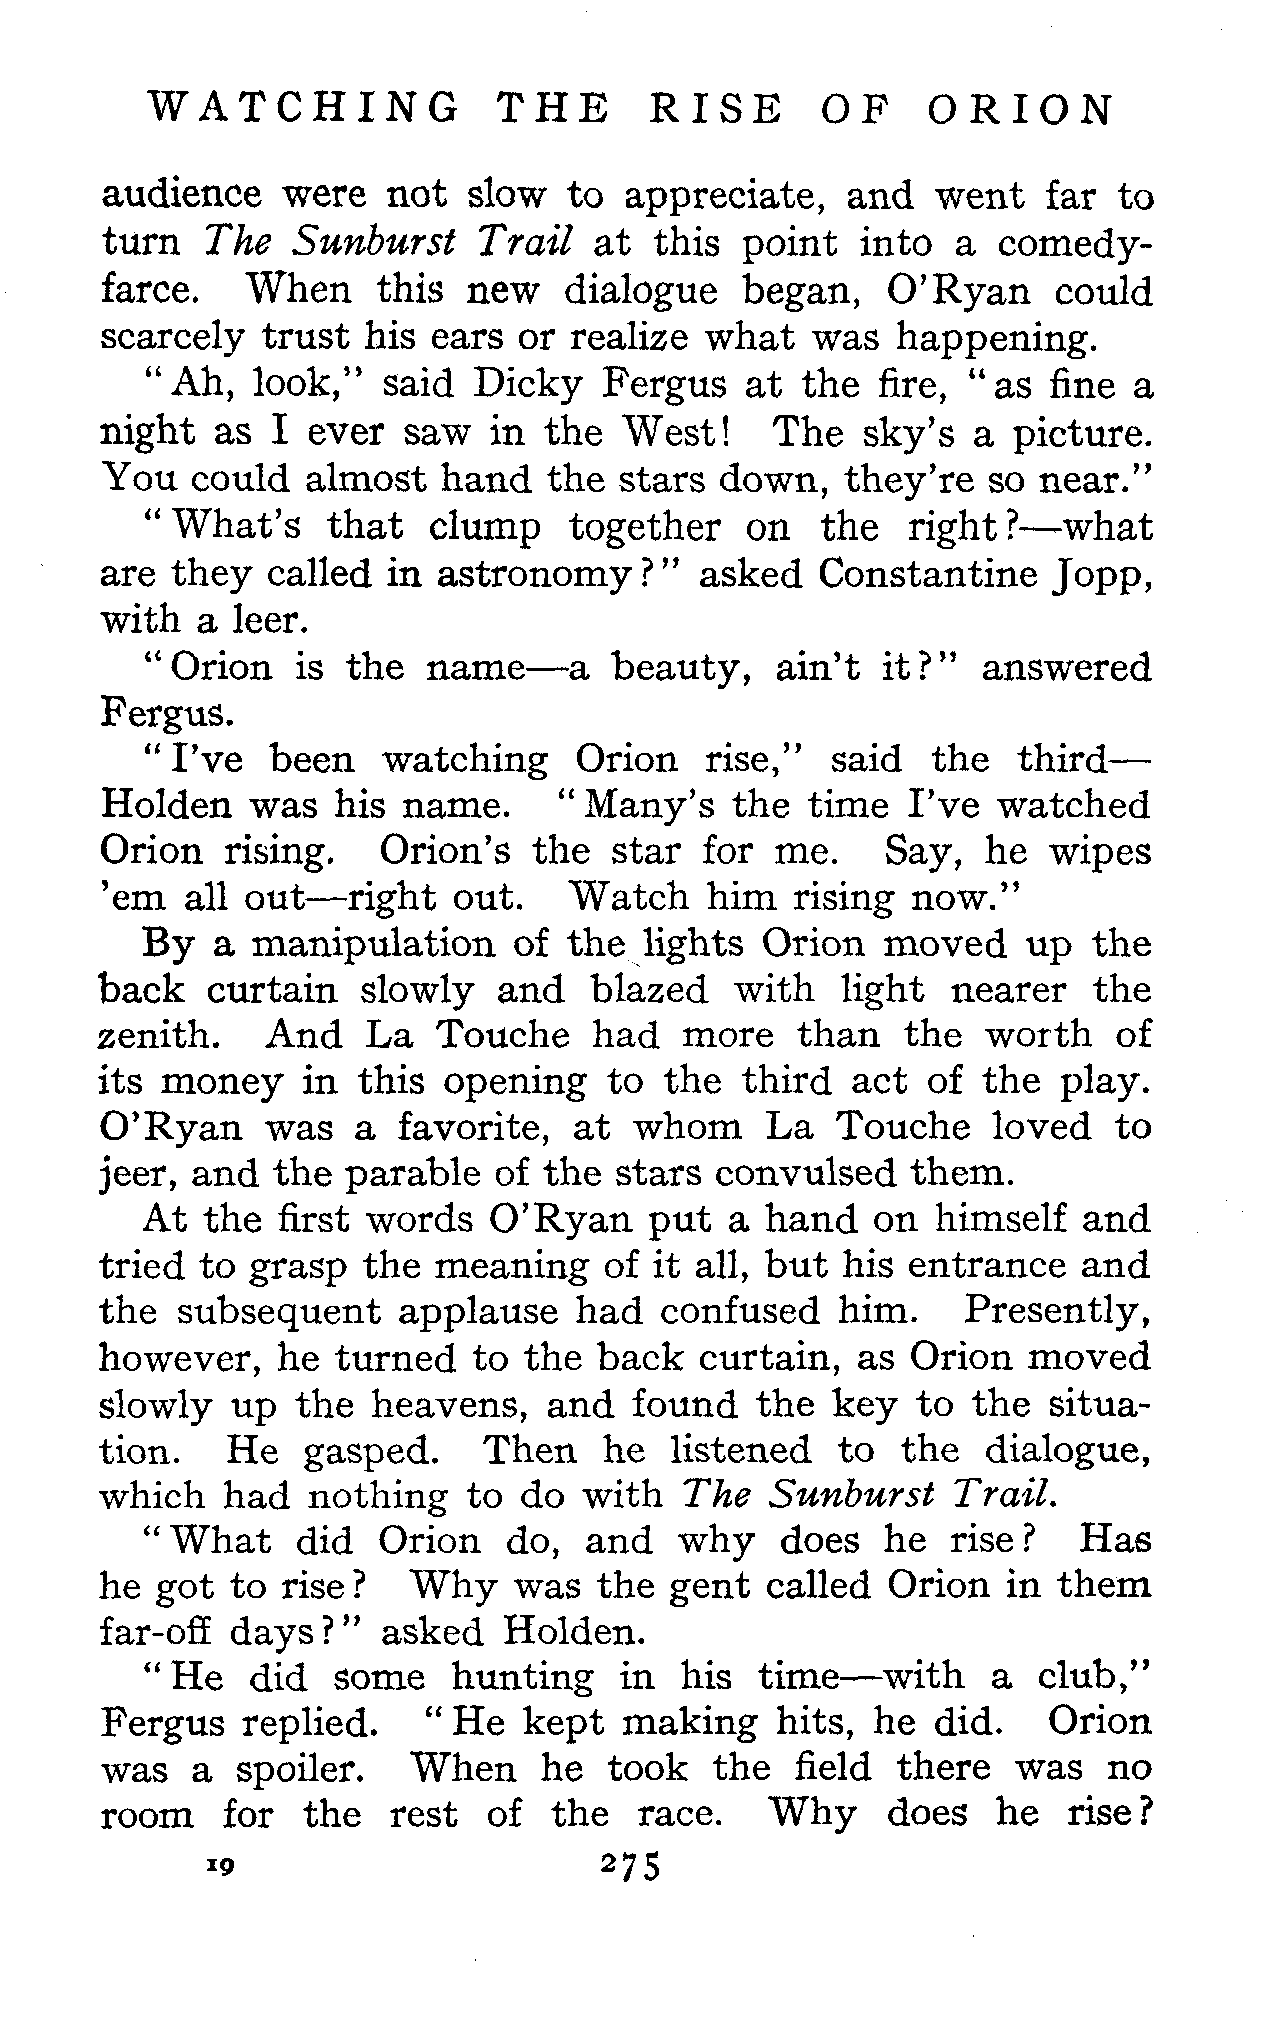 WATCHING THE RISE OF ORION
audience were not slow to appreciate, and went far to
turn The Sunburst Trail at this point into a comedy-
farce. When this new dialogue began, O'Ryan could
scarcely trust his ears or realize what was happening.
"Ah, look," said Dicky Fergus at the fire, "as fine a
night as I ever saw in the West! The sky's a picture.
You could almost hand the stars down, they're so near."
"What's that clump together on the right?—what
are they called in astronomy?" asked Constantine Jopp,
with a leer.
"Orion is the name—a beauty, ain't it?" answered
Fergus.
"I've been watching Orion rise," said the third—
Holden was his name. "Many's the time I've watched
Orion rising. Orion's the star for me. Say, he wipes
'em all out—right out. Watch him rising now."
By a manipulation of the lights Orion moved up the
back curtain slowly and blazed with light nearer the
zenith. And La Touche had more than the worth of
its money in this opening to the third act of the play.
O'Ryan was a favorite, at whom La Touche loved to
jeer, and the parable of the stars convulsed them.
At the first words O'Ryan put a hand on himself and
tried to grasp the meaning of it all, but his entrance and
the subsequent applause had confused him. Presently,
however, he turned to the back curtain, as Orion moved
slowly up the heavens, and found the key to the situa-
tion. He gasped. Then he listened to the dialogue,
which had nothing to do with The Sunburst Trail.
"What did Orion do, and why does he rise? Has
he got to rise? Why was the gent called Orion in them
far-off days?" asked Holden.
"He did some hunting in his time—with a club,"
Fergus replied. "He kept making hits, he did. Orion
was a spoiler. When he took the field there was no
room for the rest of the race. Why does he rise?
19 275